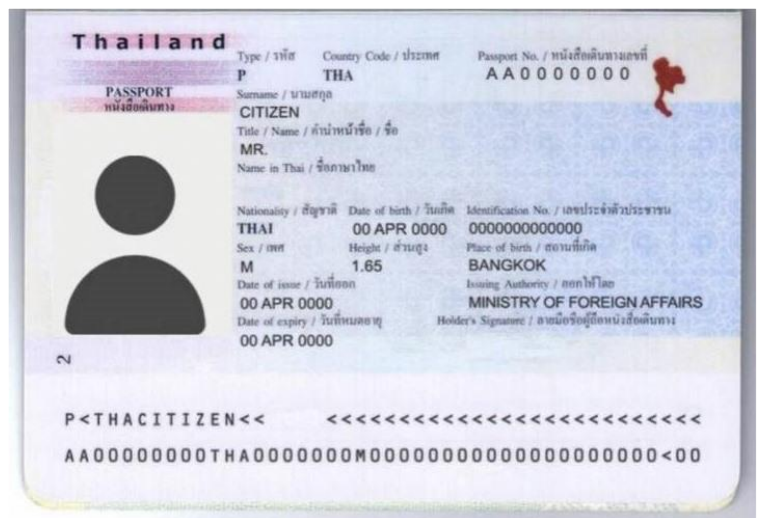 Thailand
PASSPORT
หนังสือเดินทาง
Type / รหัส Country Code / ประเทศ Passport No. / หนังสือเดินทางเลขที่
P THA AA0000000
Surname / นามสกุล
CITIZEN
Title / Name / คำนำหน้าชื่อ / ชื่อ
MR.
Name in Thai / ชื่อภาษาไทย
Nationality / สัญชาติ Date of birth / วันเกิด Identification No. / เลขประจำตัวประชาชน
THAI 00 APR 0000 0000000000000
Sex / เพศ Height / ส่วนสูง Place of birth / สถานที่เกิด
M 1.65 BANGKOK
Date of issue / วันที่ออก Issuing Authority / ออกให้โดย
00 APR 0000 MINISTRY OF FOREIGN AFFAIRS
Date of expiry / วันที่หมดอายุ Holder's Signature / ลายมือชื่อผู้ถือหนังสือเดินทาง
00 APR 0000
2
P<THACITIZEN<< <<<<<<<<<<<<<<<<<<<<<<<<<<
AA00000000THA0000000M00000000000000000000<00